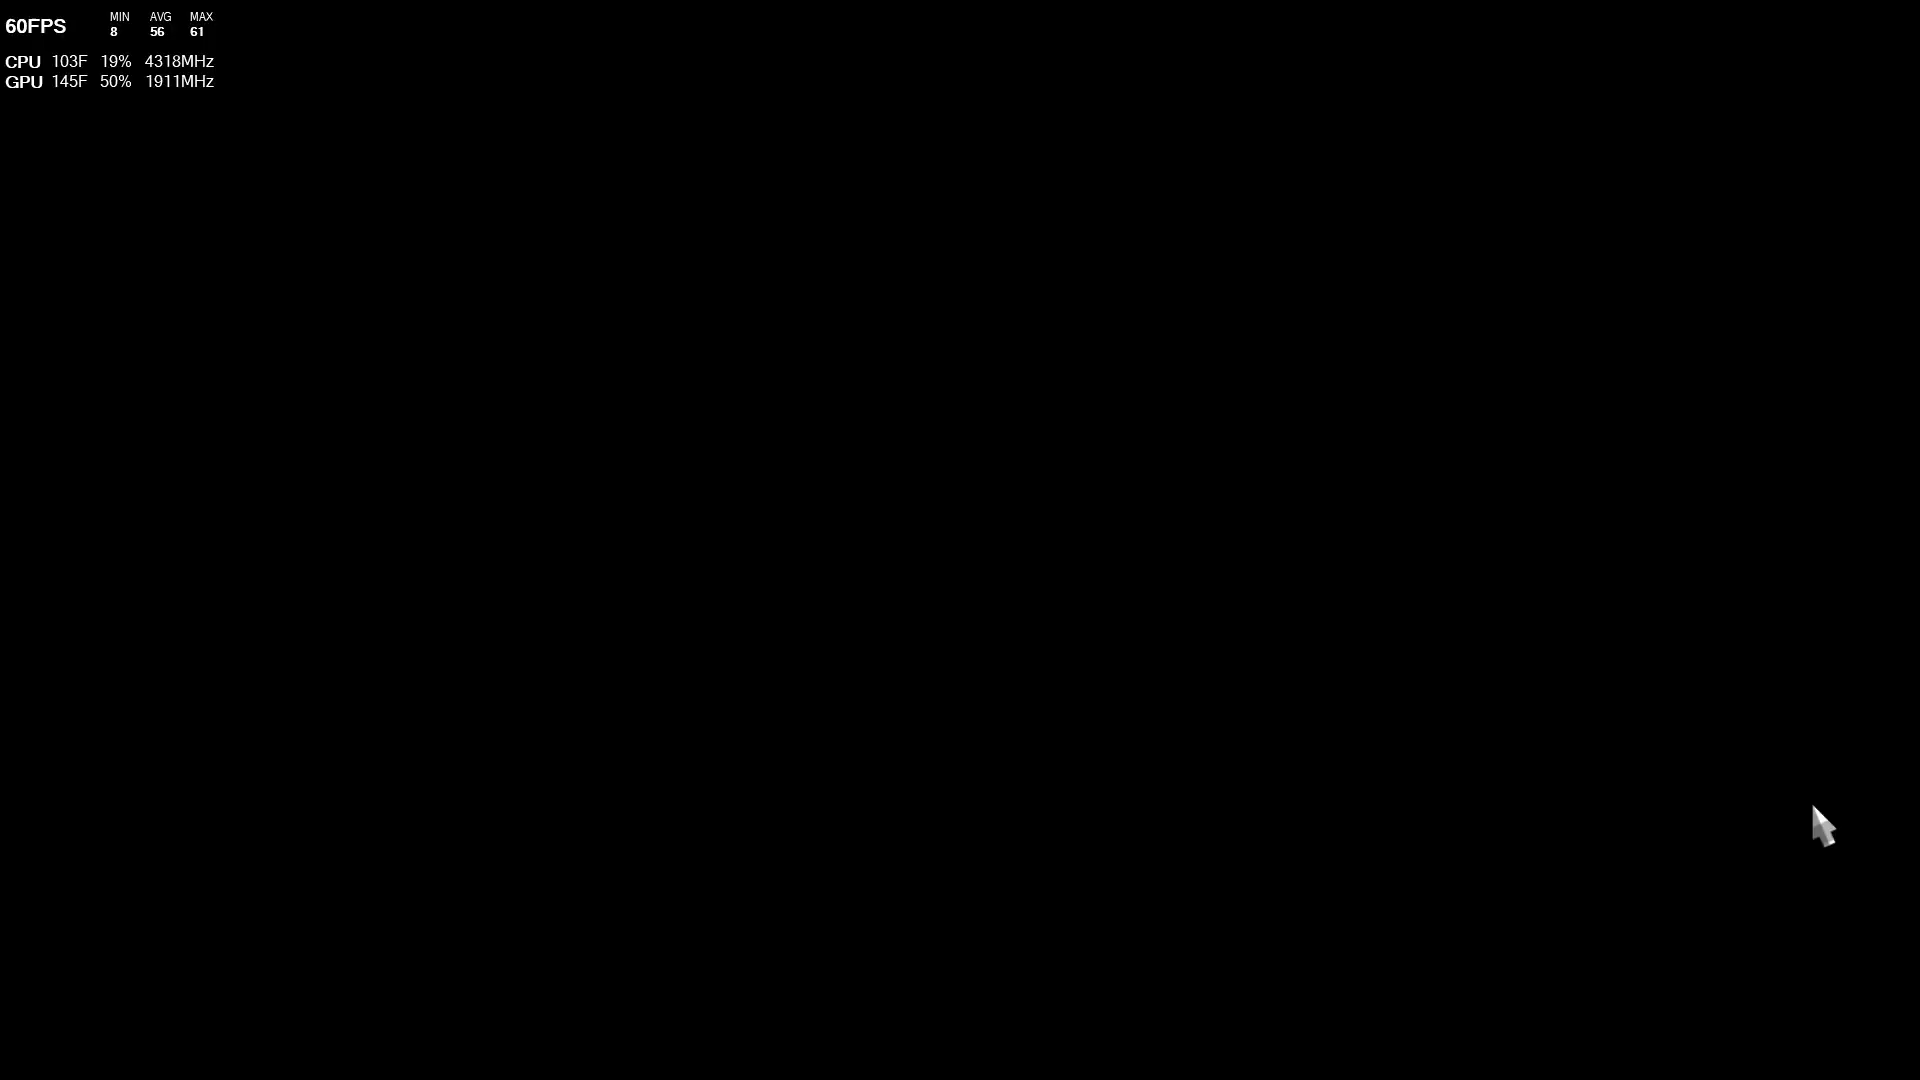 60FPS MIN AVG MAX
8 56 61
CPU 103F 19% 4318MHz
GPU 145F 50% 1911MHz